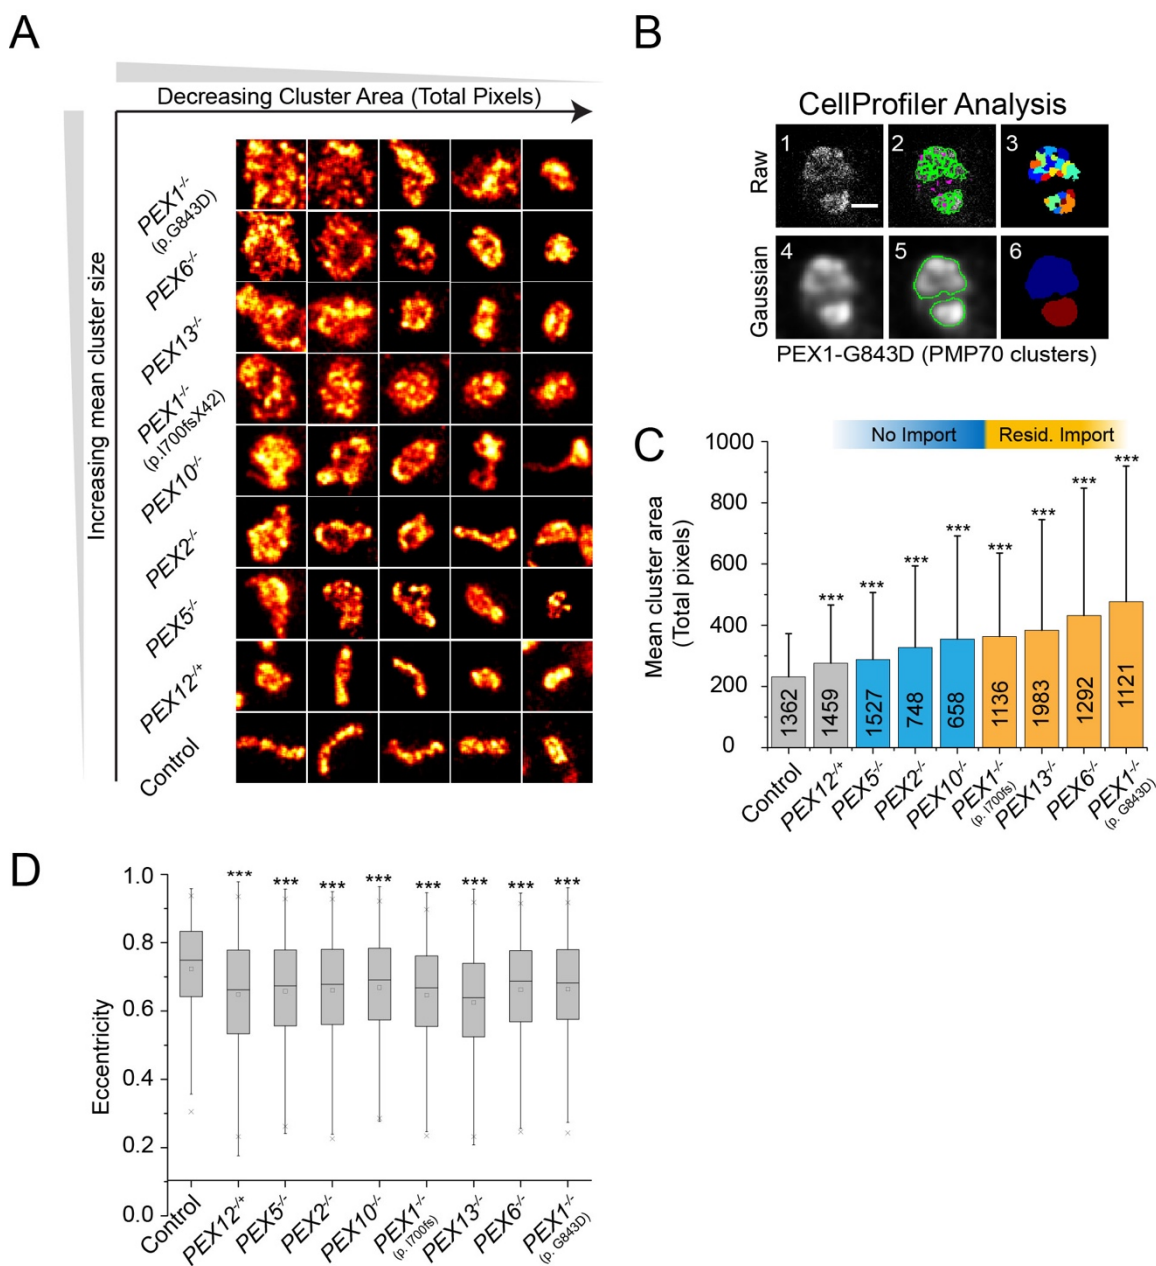 A
Decreasing Cluster Area (Total Pixels)
Increasing mean cluster size
PEX1-/-
(p.G843D)
PEX6-/-
PEX13-/-
PEX1-/-
(p.I700fsX42)
PEX10-/-
PEX2-/-
PEX5-/-
PEX12-/+
Control
B
CellProfiler Analysis
Raw
1
2
3
Gaussian
4
5
6
PEX1-G843D (PMP70 clusters)
C
No Import
Resid. Import
Mean cluster area
(Total pixels)
1000
800
600
400
200
0
***
***
***
***
***
***
***
***
1362
1459
1527
748
658
1136
1983
1292
1121
Control
PEX12-/+
PEX5-/-
PEX2-/-
PEX10-/-
PEX1-/-
(p. I700fs)
PEX13-/-
PEX6-/-
PEX1-/-
(p. G843D)
D
Eccentricity
1.0
0.8
0.6
0.4
0.2
0.0
***
***
***
***
***
***
***
***
Control
PEX12-/+
PEX5-/-
PEX2-/-
PEX10-/-
PEX1-/-
(p. I700fs)
PEX13-/-
PEX6-/-
PEX1-/-
(p. G843D)